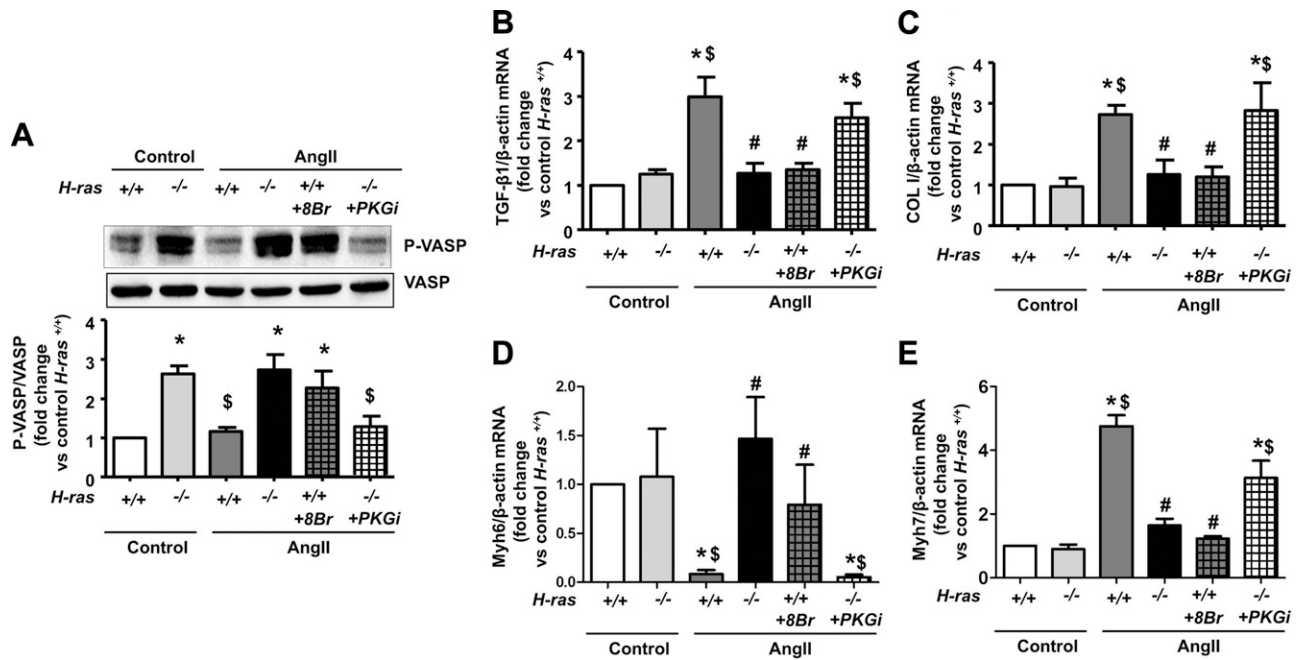 A
Control AngII
H-ras +/+ -/- +/+ -/- +/+ -/-
+8Br +PKGi
P-VASP
VASP
P-VASP/VASP
(fold change
vs control H-ras +/+)
4
3
2
1
0
* $ * * $
H-ras +/+ -/- +/+ -/- +/+ -/-
+8Br +PKGi
Control AngII
B
TGF-β1/β-actin mRNA
(fold change
vs control H-ras +/+)
4
3
2
1
0
*$ # # *$
H-ras +/+ -/- +/+ -/- +/+ -/-
+8Br +PKGi
Control AngII
C
COL I/β-actin mRNA
(fold change
vs control H-ras +/+)
4
3
2
1
0
*$ # # *$
H-ras +/+ -/- +/+ -/- +/+ -/-
+8Br +PKGi
Control AngII
D
Myh6/β-actin mRNA
(fold change
vs control H-ras +/+)
2.0
1.5
1.0
0.5
0.0
*$ # # *$
H-ras +/+ -/- +/+ -/- +/+ -/-
+8Br +PKGi
Control AngII
E
Myh7/β-actin mRNA
(fold change
vs control H-ras +/+)
6
4
2
0
*$ # # *$
H-ras +/+ -/- +/+ -/- +/+ -/-
+8Br +PKGi
Control AngII